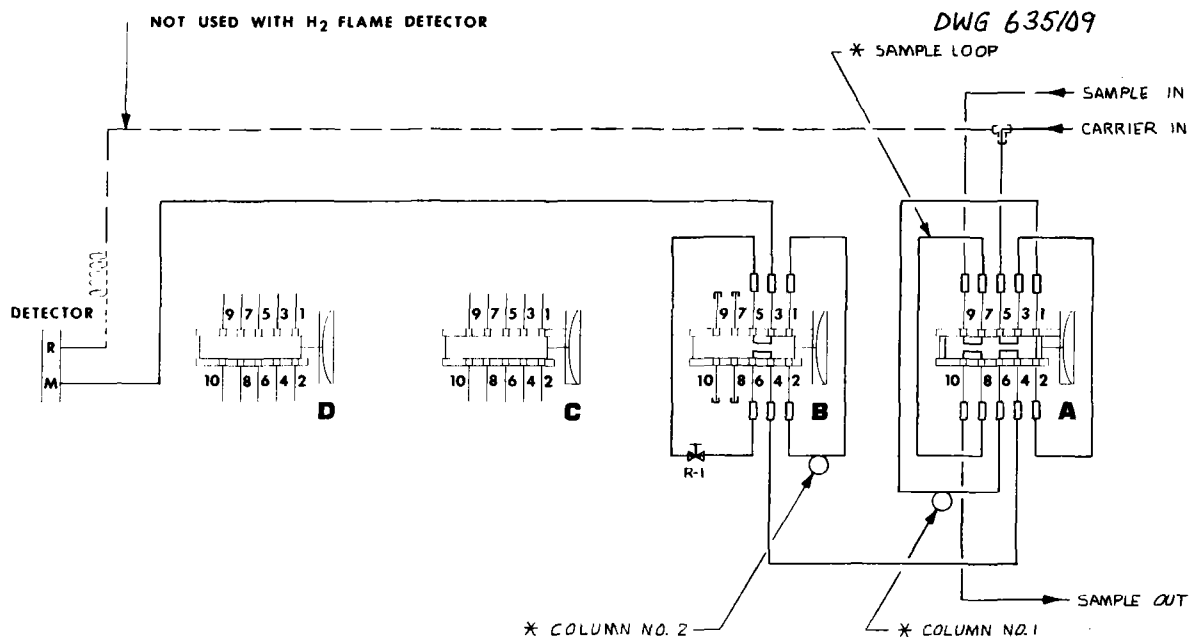 NOT USED WITH H2 FLAME DETECTOR
DWG 635109
* SAMPLE LOOP
SAMPLE IN
CARRIER IN
DETECTOR
R
M
9 7 5 3 1
10 8 6 4 2
D
9 7 5 3 1
10 8 6 4 2
C
9 7 5 3 1
10 8 6 4 2
B
9 7 5 3 1
10 8 6 4 2
A
R-1
SAMPLE OUT
* COLUMN NO. 2
* COLUMN NO. 1